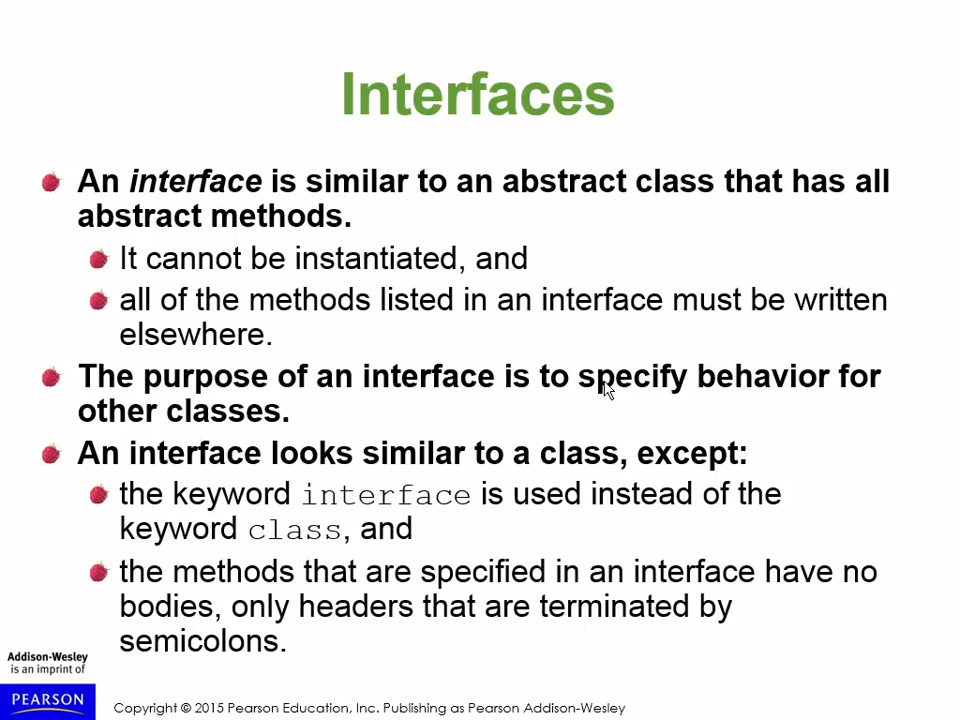 Interfaces
An interface is similar to an abstract class that has all
abstract methods.
It cannot be instantiated, and
all of the methods listed in an interface must be written
elsewhere.
The purpose of an interface is to specify behavior for
other classes.
An interface looks similar to a class, except:
the keyword interface is used instead of the
keyword class, and
the methods that are specified in an interface have no
bodies, only headers that are terminated by
semicolons.
Addison-Wesley
is an imprint of
PEARSON
Copyright © 2015 Pearson Education, Inc. Publishing as Pearson Addison-Wesley